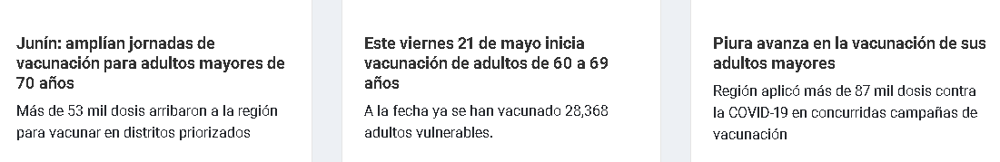 Junín: amplían jornadas de
vacunación para adultos mayores de
70 años
Más de 53 mil dosis arribaron a la región
para vacunar en distritos priorizados
Este viernes 21 de mayo inicia
vacunación de adultos de 60 a 69
años
A la fecha ya se han vacunado 28,368
adultos vulnerables.
Piura avanza en la vacunación de sus
adultos mayores
Región aplicó más de 87 mil dosis contra
la COVID-19 en concurridas campañas de
vacunación